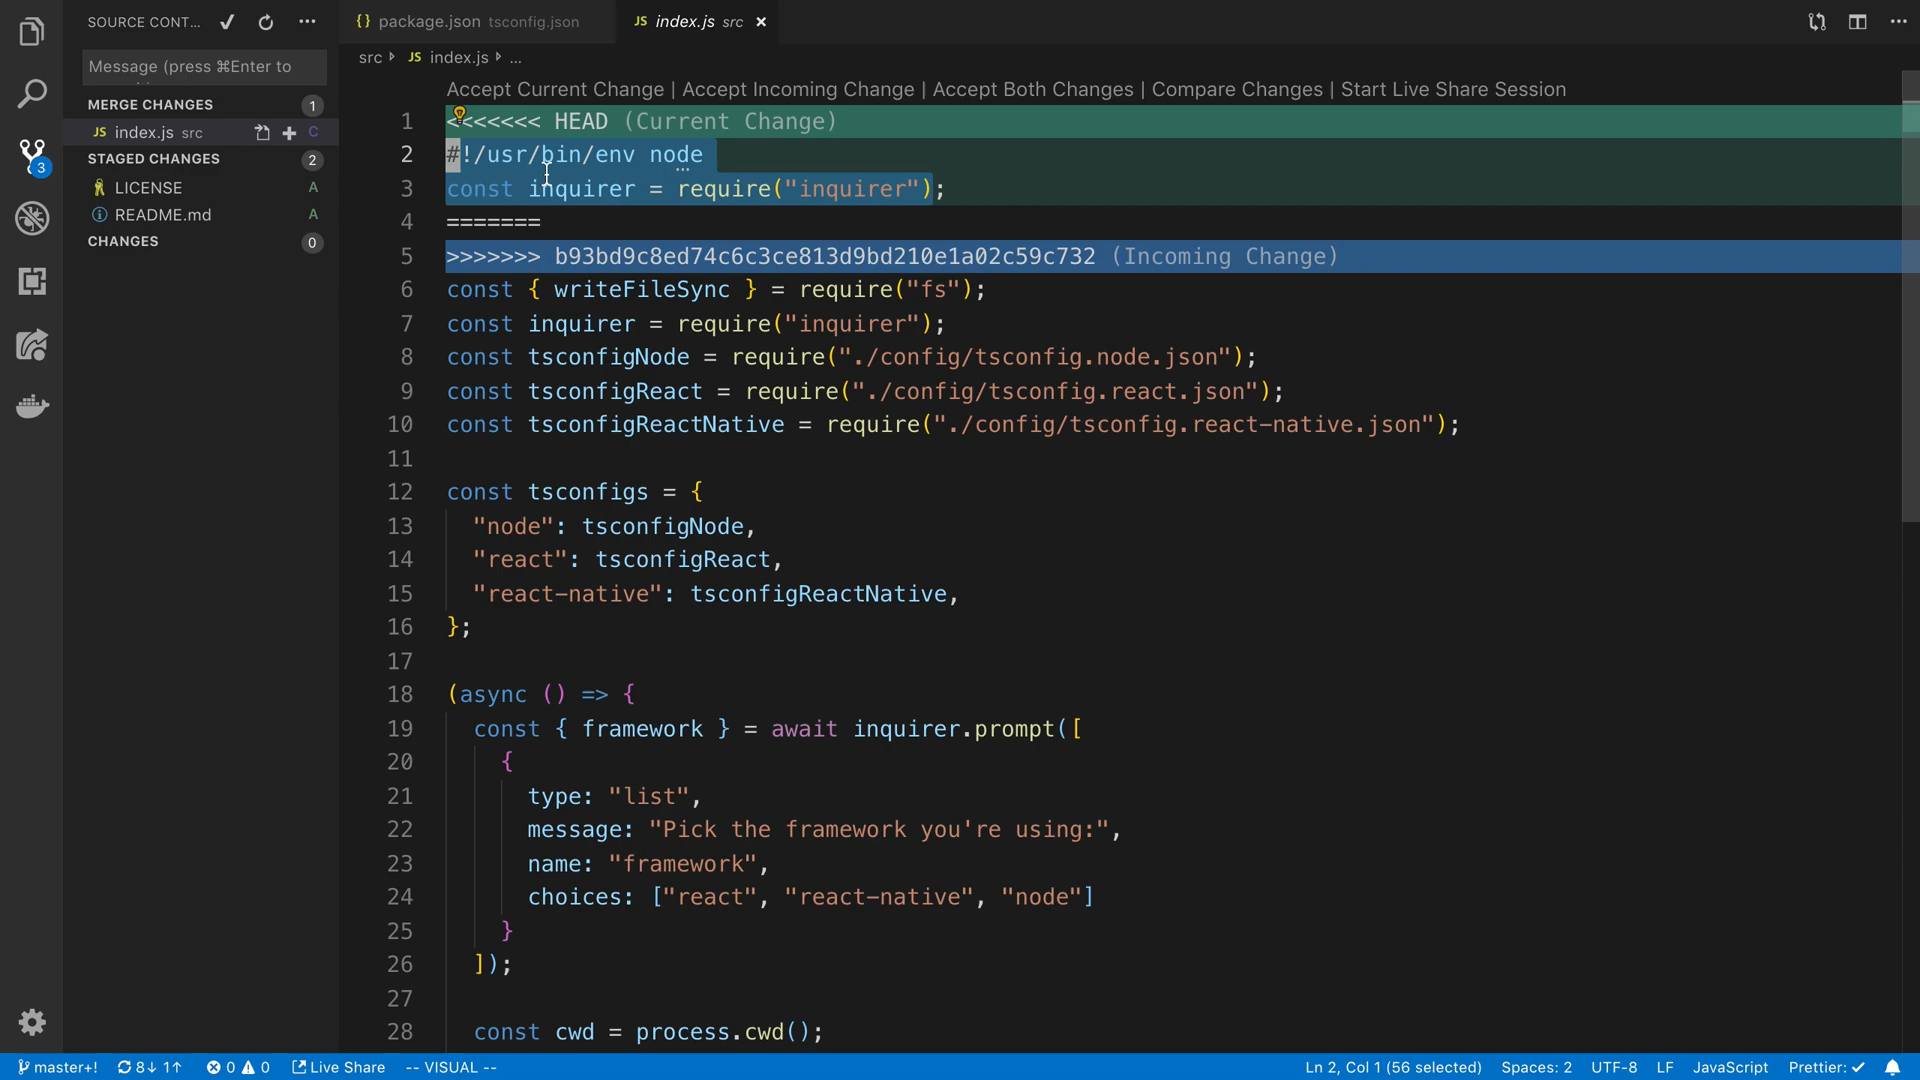 SOURCE CONT...
Message (press ⌘Enter to
MERGE CHANGES 1
JS index.js src C
STAGED CHANGES 2
LICENSE A
README.md A
CHANGES 0
3
{} package.json tsconfig.json
JS index.js src
src JS index.js ...
Accept Current Change | Accept Incoming Change | Accept Both Changes | Compare Changes | Start Live Share Session
1 <<<<<<< HEAD (Current Change)
2 #!/usr/bin/env node
3 const inquirer = require("inquirer");
4 =======
5 >>>>>>> b93bd9c8ed74c6c3ce813d9bd210e1a02c59c732 (Incoming Change)
6 const { writeFileSync } = require("fs");
7 const inquirer = require("inquirer");
8 const tsconfigNode = require("./config/tsconfig.node.json");
9 const tsconfigReact = require("./config/tsconfig.react.json");
10 const tsconfigReactNative = require("./config/tsconfig.react-native.json");
11
12 const tsconfigs = {
13 "node": tsconfigNode,
14 "react": tsconfigReact,
15 "react-native": tsconfigReactNative,
16 };
17
18 (async () => {
19 const { framework } = await inquirer.prompt([
20 {
21 type: "list",
22 message: "Pick the framework you're using:",
23 name: "framework",
24 choices: ["react", "react-native", "node"]
25 }
26 ]);
27
28 const cwd = process.cwd();
master+! 8↓ 1↑ 0 0 Live Share -- VISUAL -- Ln 2, Col 1 (56 selected) Spaces: 2 UTF-8 LF JavaScript Prettier: ✓